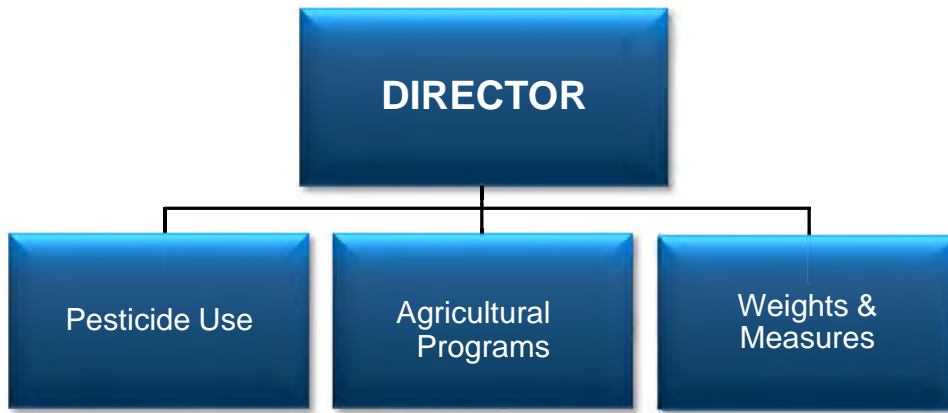 DIRECTOR
Pesticide Use
Agricultural
Programs
Weights &
Measures